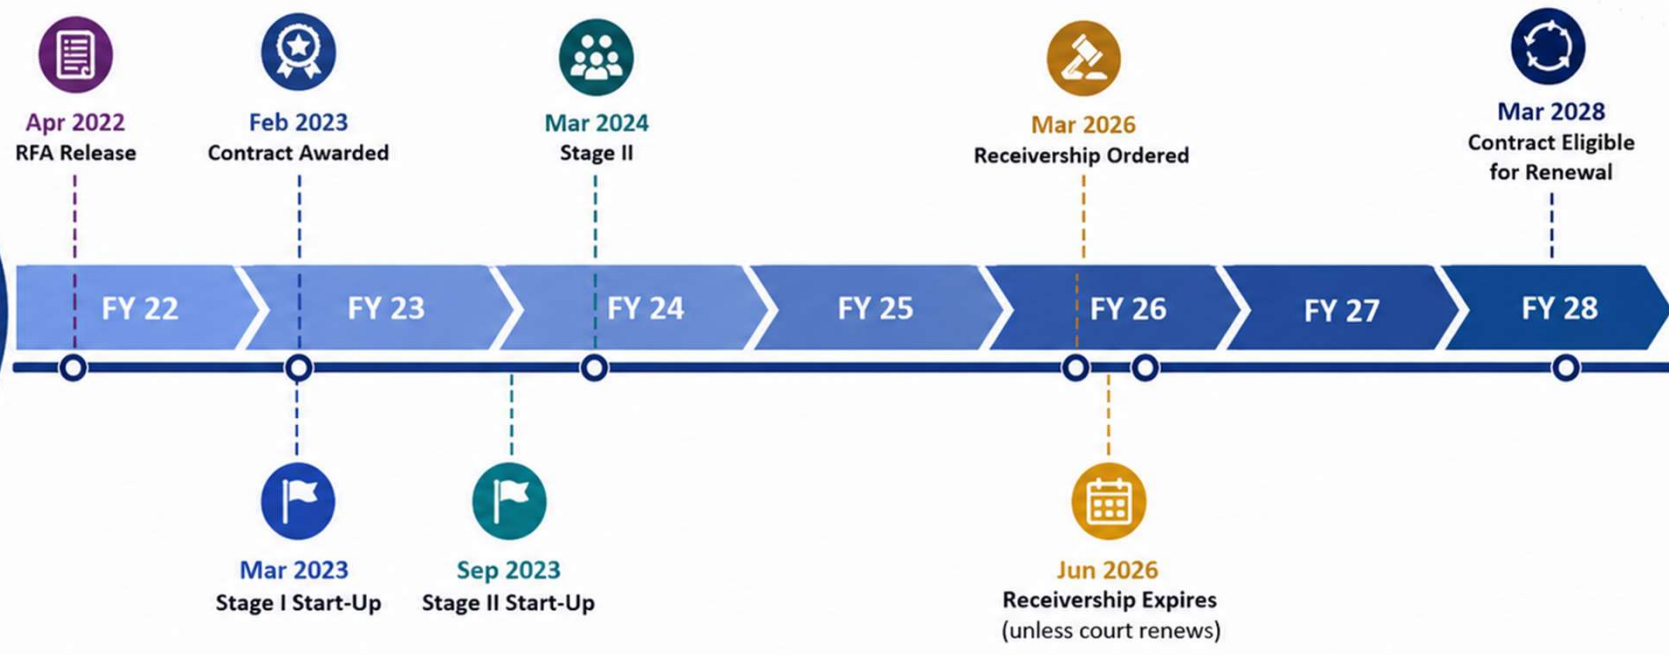 Apr 2022
RFA Release
Feb 2023
Contract Awarded
Mar 2024
Stage II
Mar 2026
Receivership Ordered
Mar 2028
Contract Eligible
for Renewal
FY 22
FY 23
FY 24
FY 25
FY 26
FY 27
FY 28
Mar 2023
Stage I Start-Up
Sep 2023
Stage II Start-Up
Jun 2026
Receivership Expires
(unless court renews)